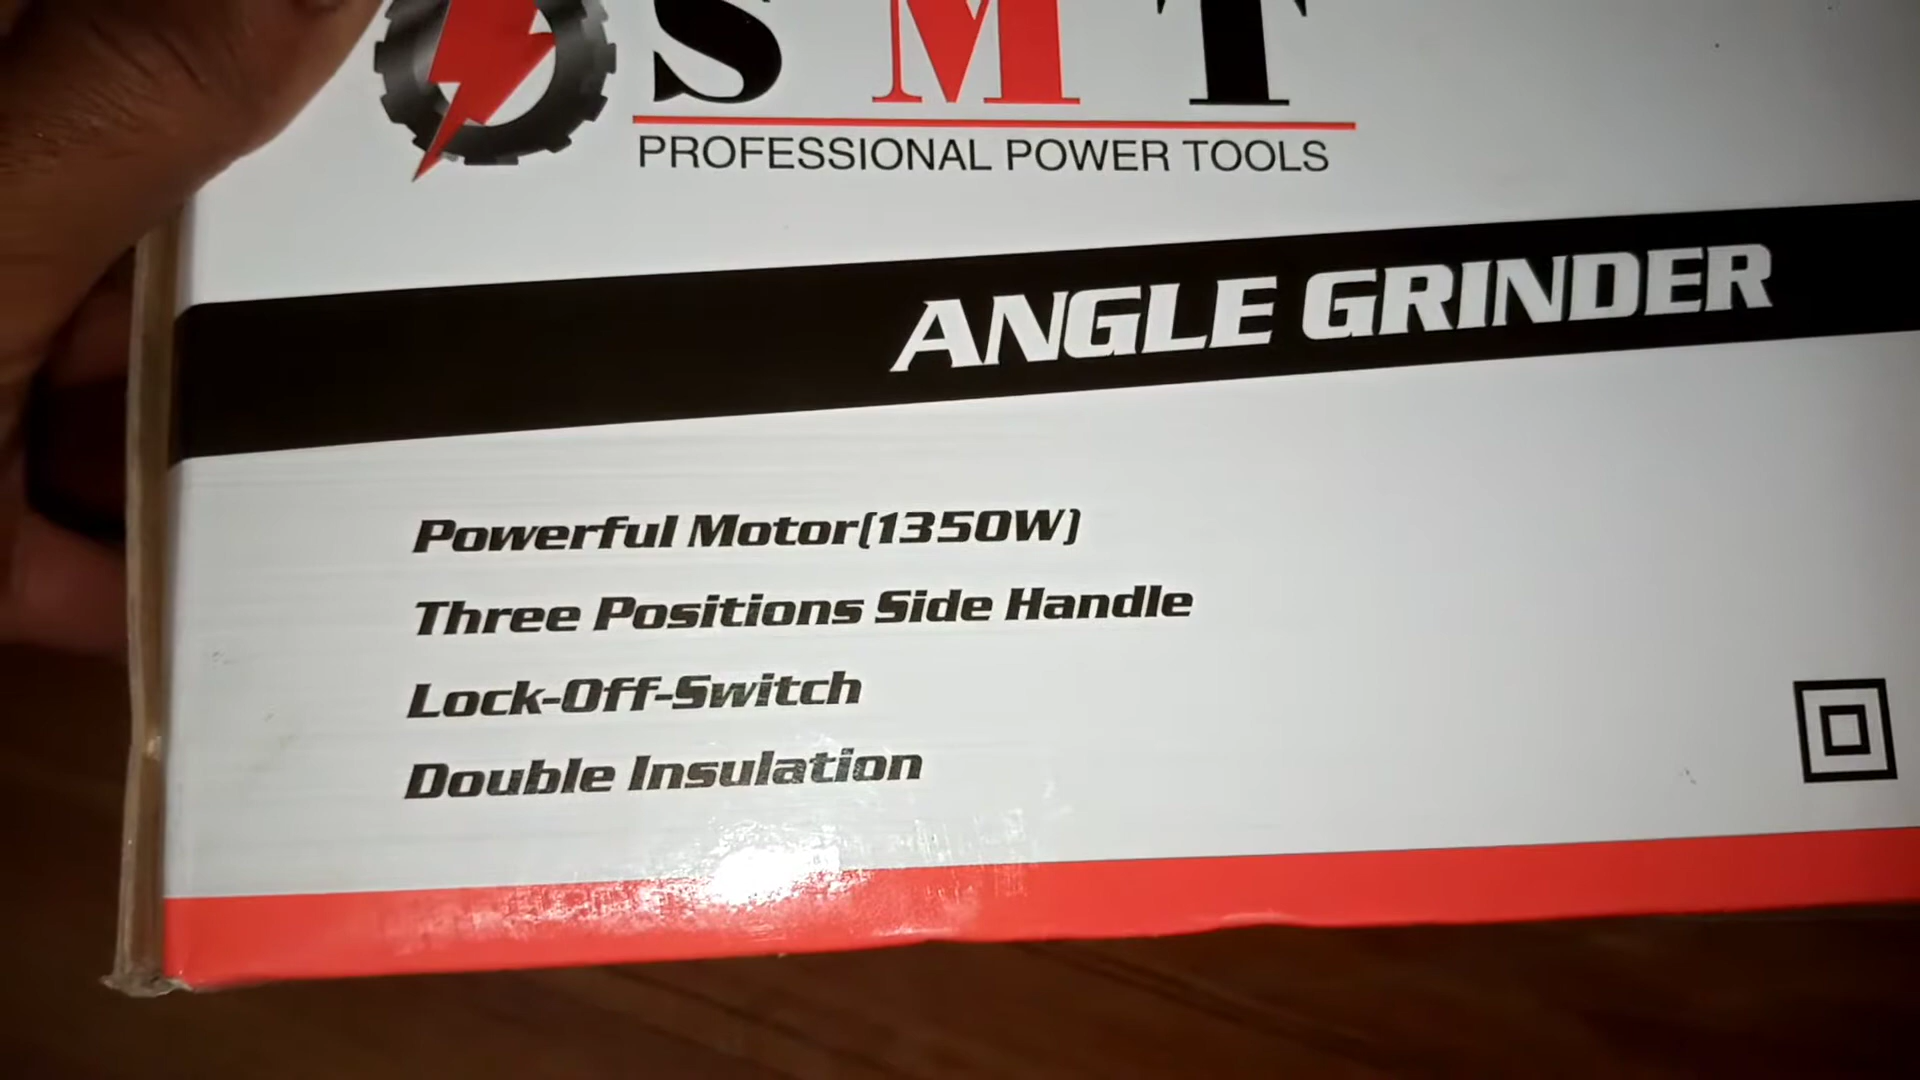 SMT
PROFESSIONAL POWER TOOLS
ANGLE GRINDER
Powerful Motor(1350W)
Three Positions Side Handle
Lock-Off-Switch
Double Insulation